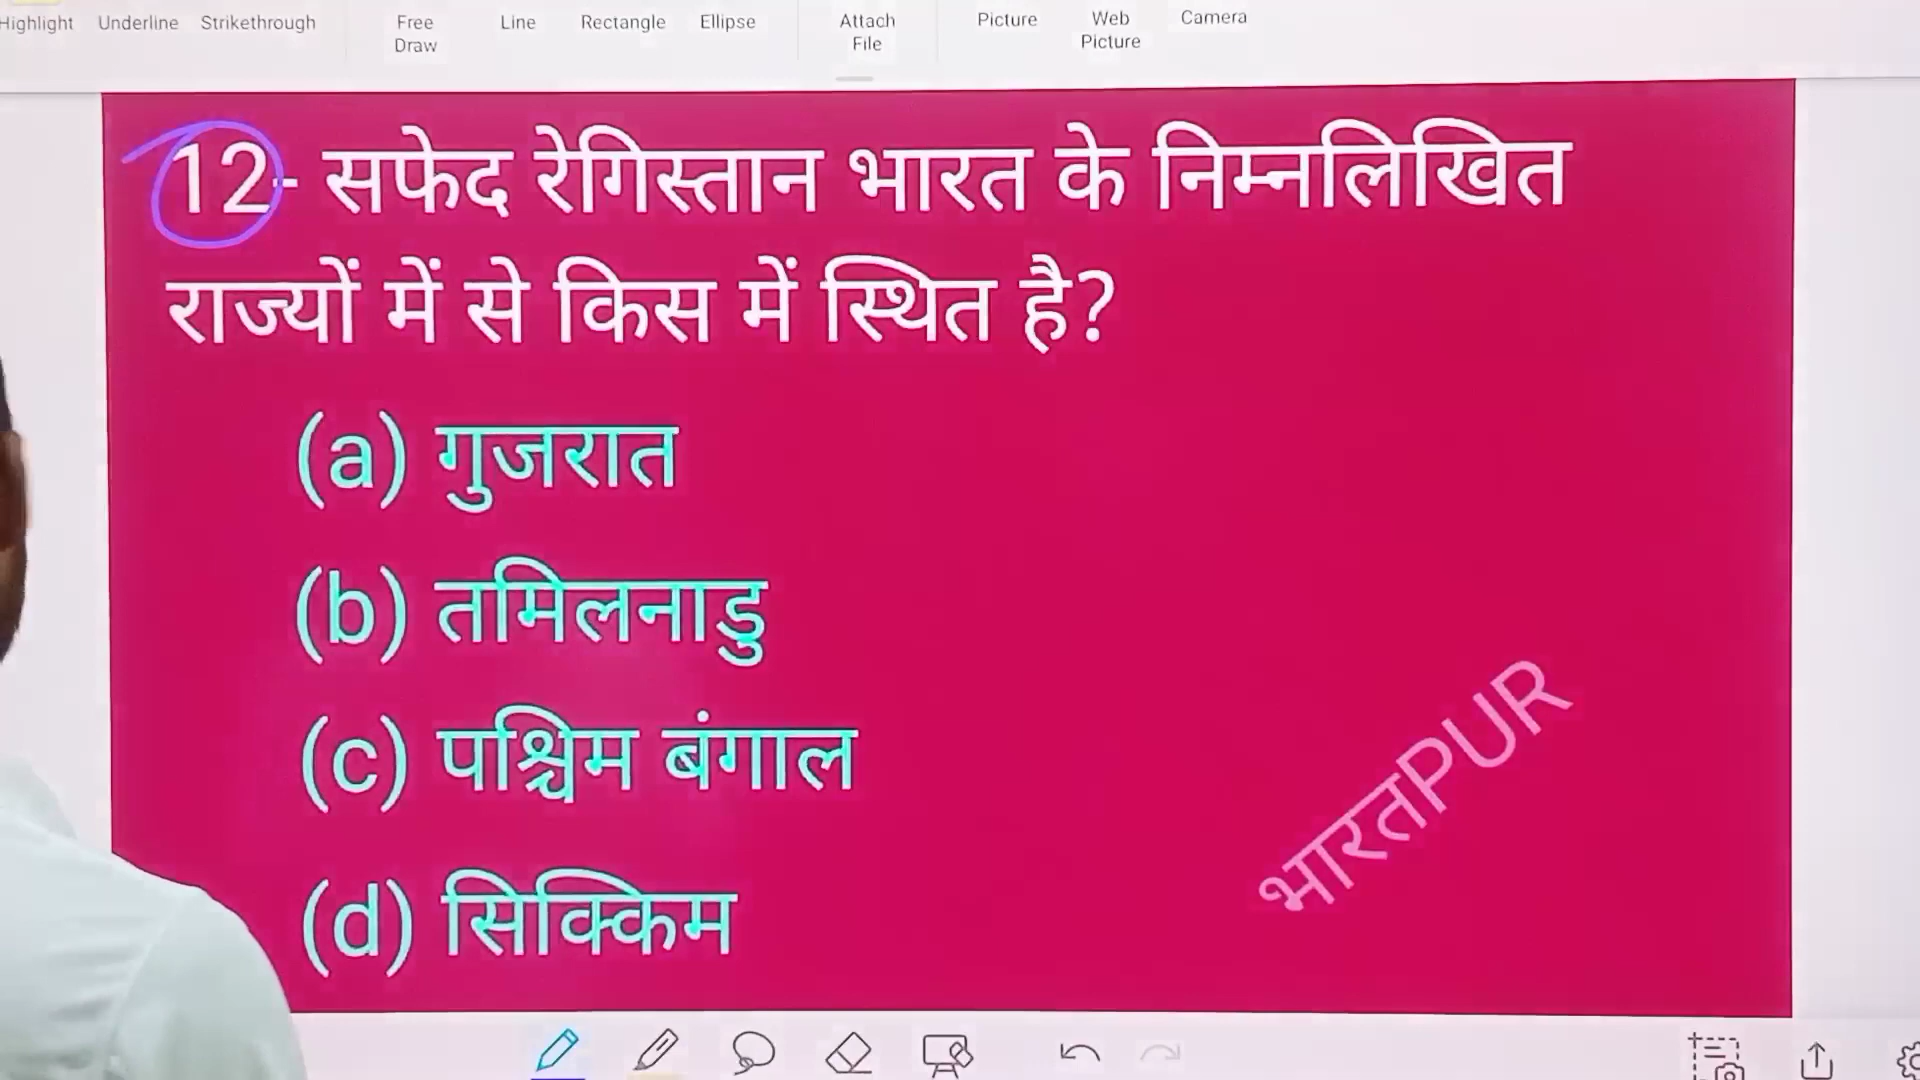 Highlight Underline Strikethrough Free Draw Line Rectangle Ellipse Attach File Picture Web Picture Camera
12- सफेद रेगिस्तान भारत के निम्नलिखित
राज्यों में से किस में स्थित है?
(a) गुजरात
(b) तमिलनाडु
(c) पश्चिम बंगाल
(d) सिक्किम
भारतPUR